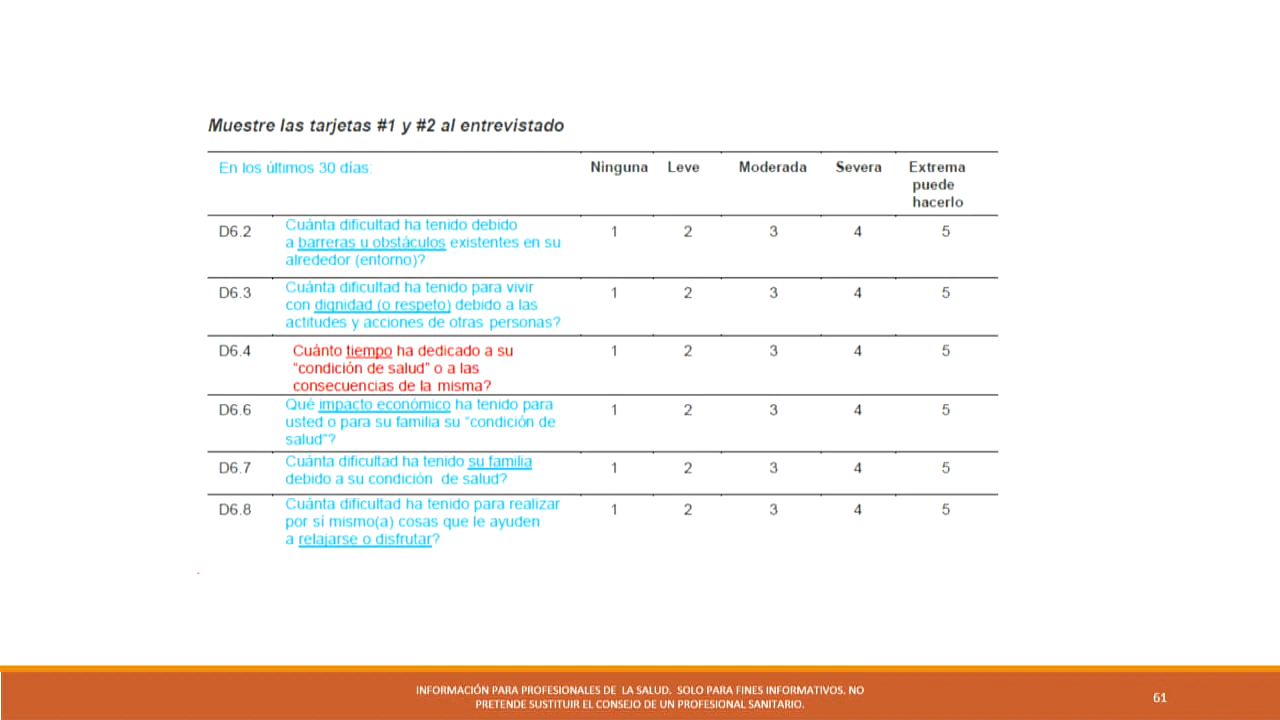 Muestre las tarjetas #1 y #2 al entrevistado
En los últimos 30 días: Ninguna Leve Moderada Severa Extrema
puede
hacerlo
D6.2 Cuánta dificultad ha tenido debido 1 2 3 4 5
a barreras u obstáculos existentes en su
alrededor (entorno)?
D6.3 Cuánta dificultad ha tenido para vivir 1 2 3 4 5
con dignidad (o respeto) debido a las
actitudes y acciones de otras personas?
D6.4 Cuánto tiempo ha dedicado a su 1 2 3 4 5
"condición de salud" o a las
consecuencias de la misma?
D6.6 Qué impacto económico ha tenido para 1 2 3 4 5
usted o para su familia su "condición de
salud"?
D6.7 Cuánta dificultad ha tenido su familia 1 2 3 4 5
debido a su condición de salud?
D6.8 Cuánta dificultad ha tenido para realizar 1 2 3 4 5
por sí mismo(a) cosas que le ayuden
a relajarse o disfrutar?
INFORMACIÓN PARA PROFESIONALES DE LA SALUD. SOLO PARA FINES INFORMATIVOS. NO
PRETENDE SUSTITUIR EL CONSEJO DE UN PROFESIONAL SANITARIO.
61